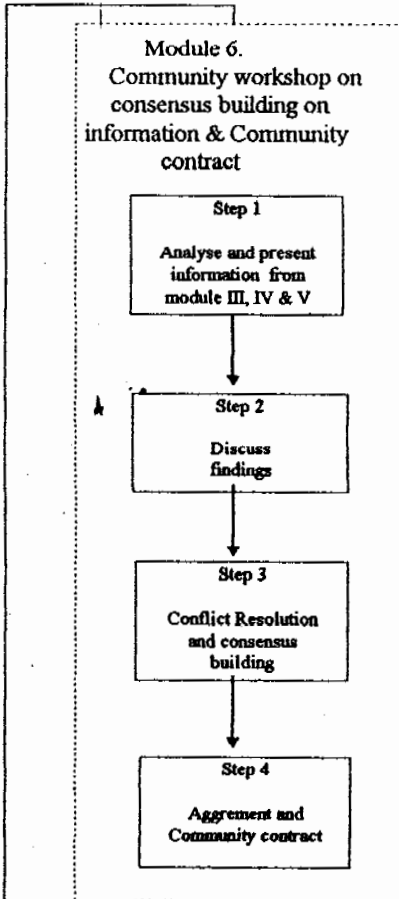 Module 6.
Community workshop on
consensus building on
information & Community
contract
Step 1
Analyse and present
information from
module III, IV & V
Step 2
Discuss
findings
Step 3
Conflict Resolution
and consensus
building
Step 4
Aggrement and
Community contract